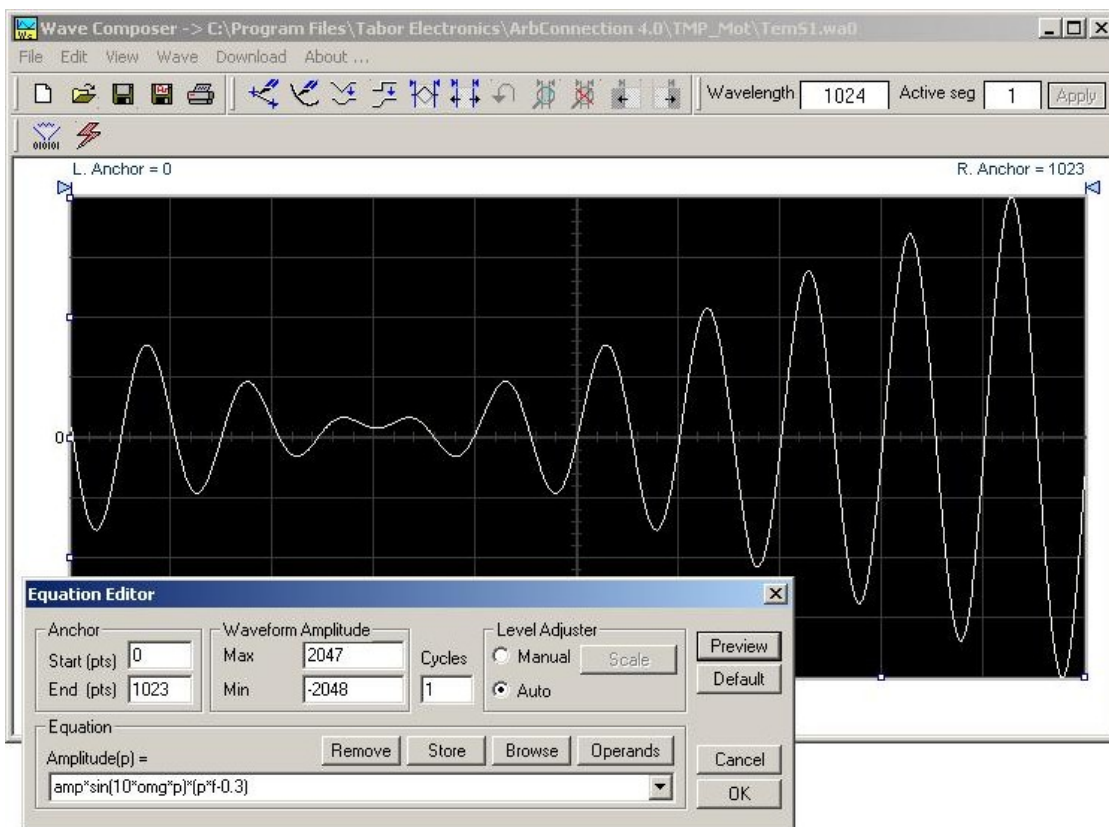 Wave Composer -> C:\Program Files\Tabor Electronics\ArbConnection 4.0\TMP_Mot\TemS1.wa0
File Edit View Wave Download About ...
Wavelength 1024 Active seg 1 Apply
010101
L. Anchor = 0 R. Anchor = 1023
0
Equation Editor
Anchor Waveform Amplitude Level Adjuster
Start (pts) 0 Max 2047 Cycles Manual Scale Preview
End (pts) 1023 Min -2048 1 Auto Default
Equation
Amplitude(p) = Remove Store Browse Operands Cancel
amp*sin(10*omg*p)*(p*f-0.3) OK